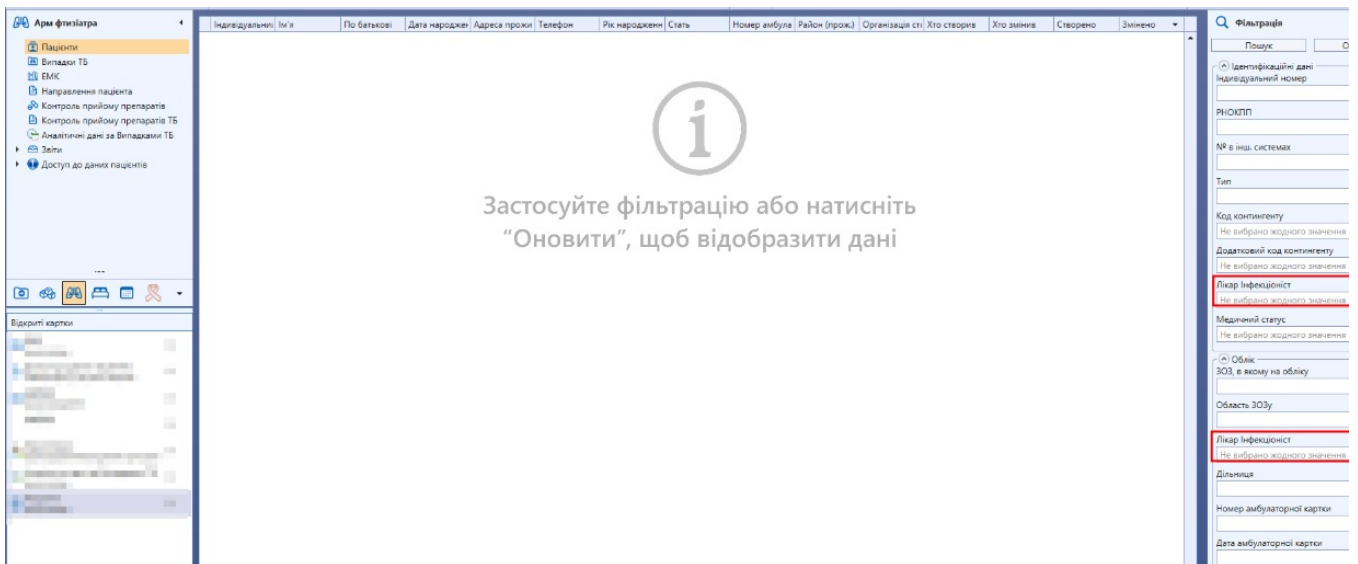 Арм фтизіатра
Пацієнти
Випадки ТБ
ЕМК
Направлення пацієнта
Контроль прийому препаратів
Контроль прийому препаратів ТБ
Аналітичні дані за Випадками ТБ
Звіти
Доступ до даних пацієнтів
Відкриті картки
Індивідуальни Ім'я По батькові Дата народжен Адреса прожи Телефон Рік народженн Стать Номер амбула Район (прож.) Організація ст Хто створив Хто змінив Створено Змінено
Застосуйте фільтрацію або натисніть
“Оновити”, щоб відобразити дані
Фільтрація
Пошук О
Ідентифікаційні дані
Індивідуальний номер
РНОКПП
№ в інш. системах
Тип
Код контингенту
Не вибрано жодного значення
Додатковий код контингенту
Не вибрано жодного значення
Лікар Інфекціоніст
Не вибрано жодного значення
Медичний статус
Не вибрано жодного значення
Облік
ЗОЗ, в якому на обліку
Область ЗОЗу
Лікар Інфекціоніст
Не вибрано жодного значення
Дільниця
Номер амбулаторної картки
Дата амбулаторної картки